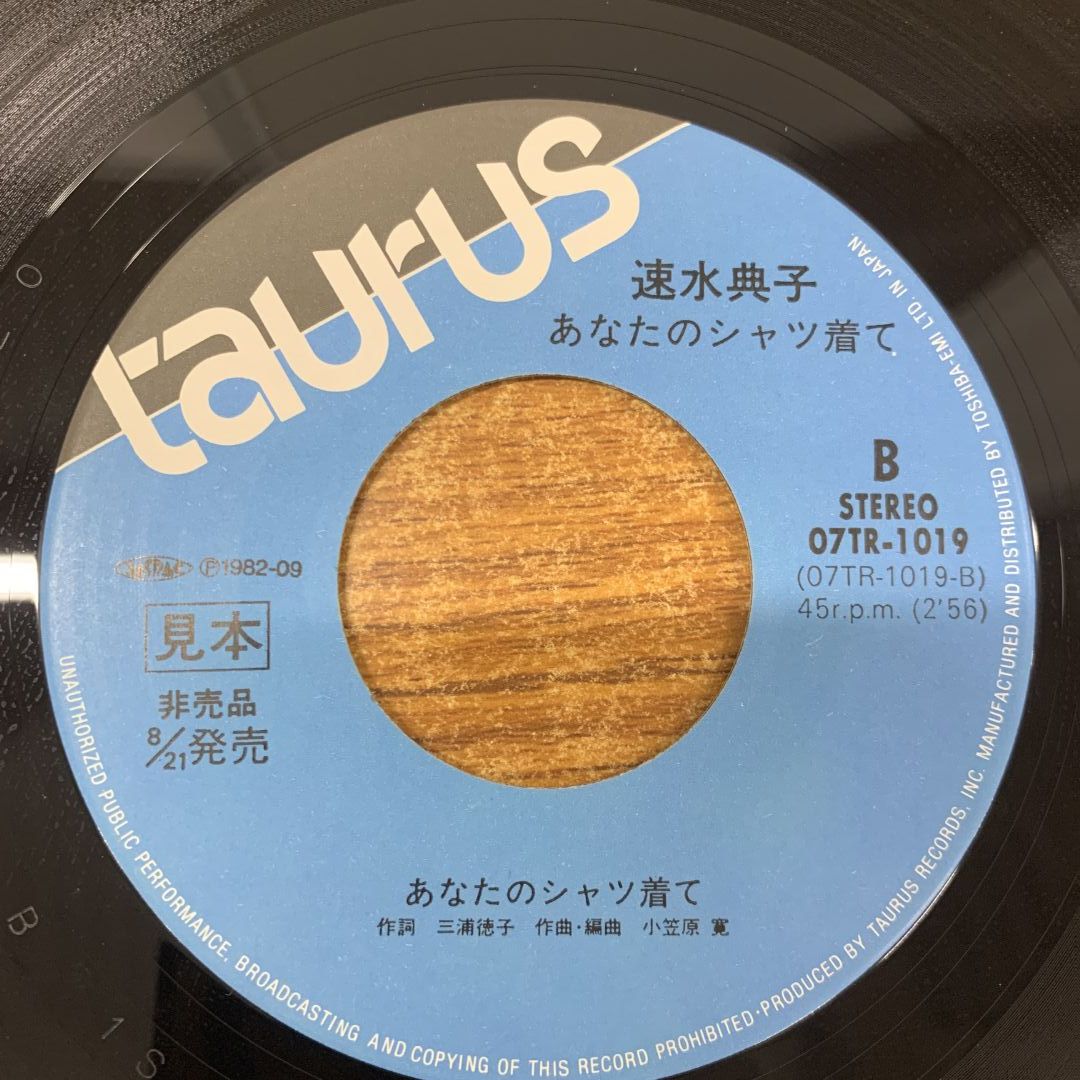 taurus
速水典子
あなたのシャツ着て
B
STEREO
07TR-1019
(07TR-1019-B)
45r.p.m. (2'56)
JASRAC Ⓟ1982-09
見本
非売品
8/21発売
あなたのシャツ着て
作詞 三浦徳子 作曲・編曲 小笠原 寛
UNAUTHORIZED PUBLIC PERFORMANCE, BROADCASTING AND COPYING OF THIS RECORD PROHIBITED·PRODUCED BY TAURUS RECORDS, INC. MANUFACTURED AND DISTRIBUTED BY TOSHIBA-EMI LTD. IN JAPAN
B
1
S